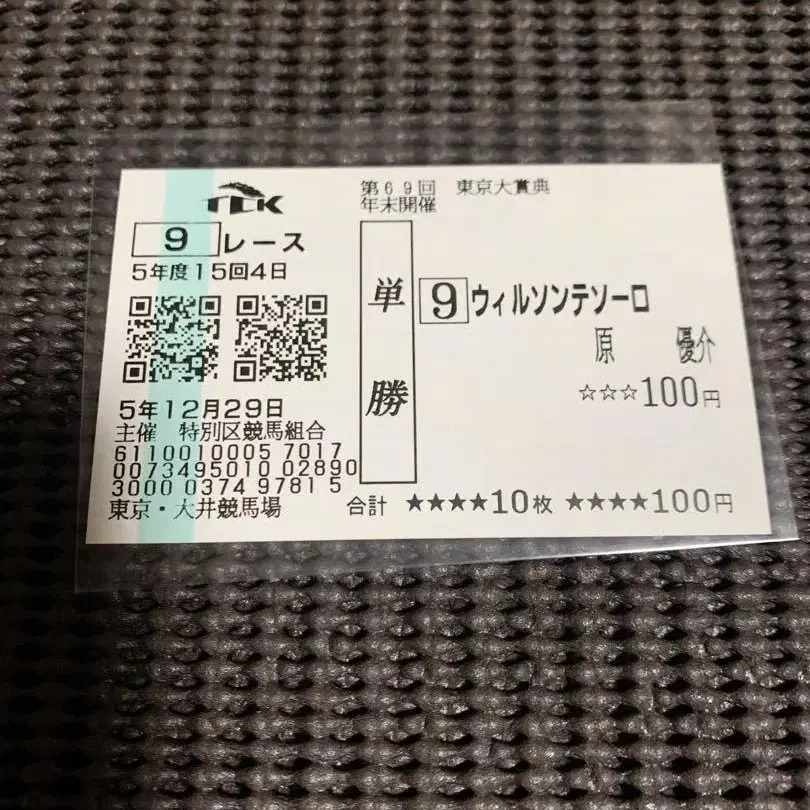 TCK
第69回 東京大賞典
年末開催
9 レース
5年度15回4日
単勝
9 ウィルソンテソーロ
原 優介
☆☆☆100円
5年12月29日
主催 特別区競馬組合
6110010005 7017
0073495010 02890
3000 0374 9781 5
東京・大井競馬場
合計 ★★★★10枚 ★★★★100円